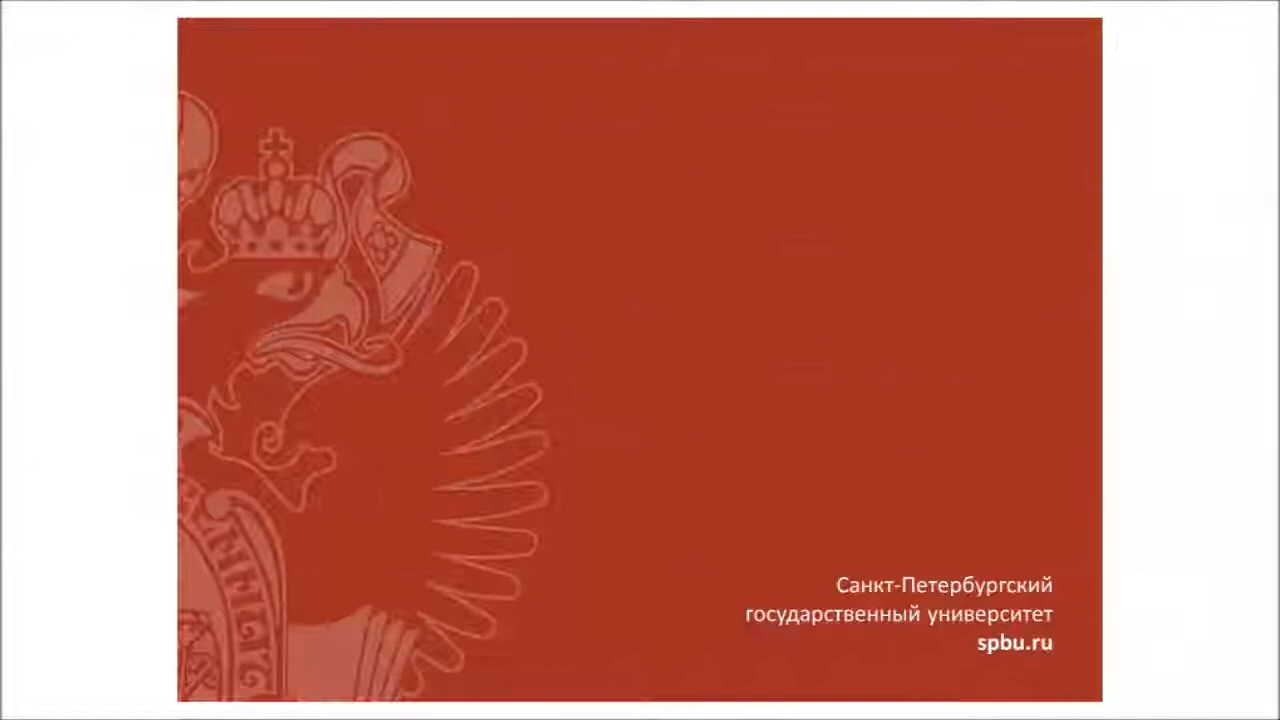 Санкт-Петербургский
государственный университет
spbu.ru